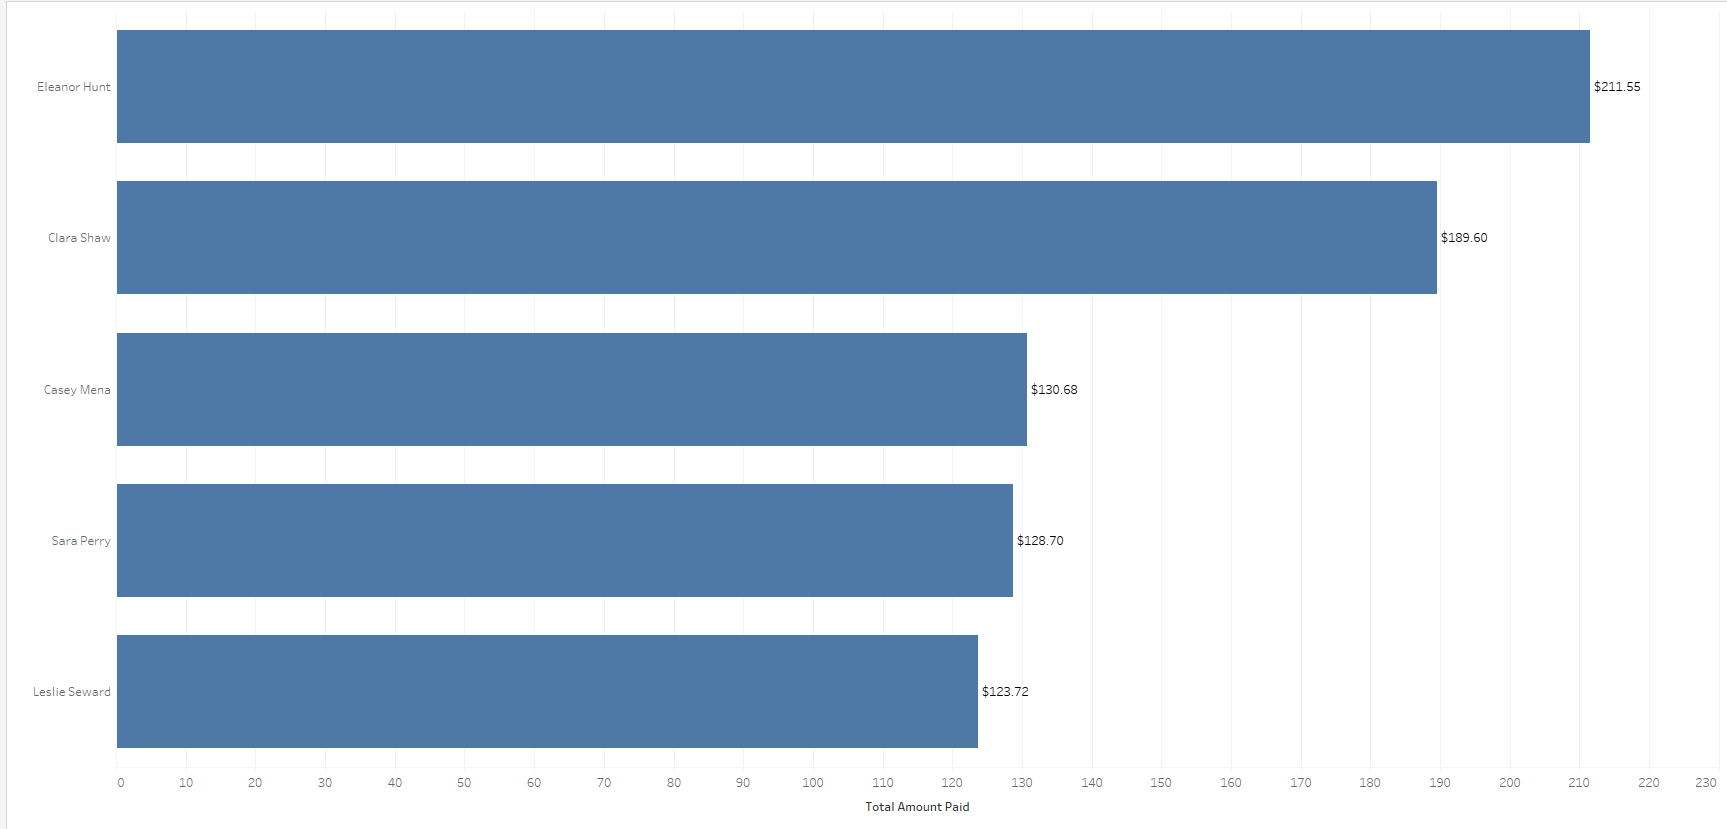 Eleanor Hunt $211.55
Clara Shaw $189.60
Casey Mena $130.68
Sara Perry $128.70
Leslie Seward $123.72
0 10 20 30 40 50 60 70 80 90 100 110 120 130 140 150 160 170 180 190 200 210 220 230
Total Amount Paid